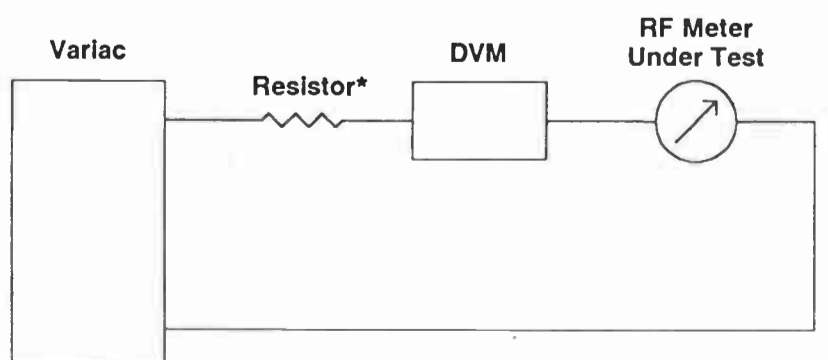 Variac
Resistor*
DVM
RF Meter
Under Test